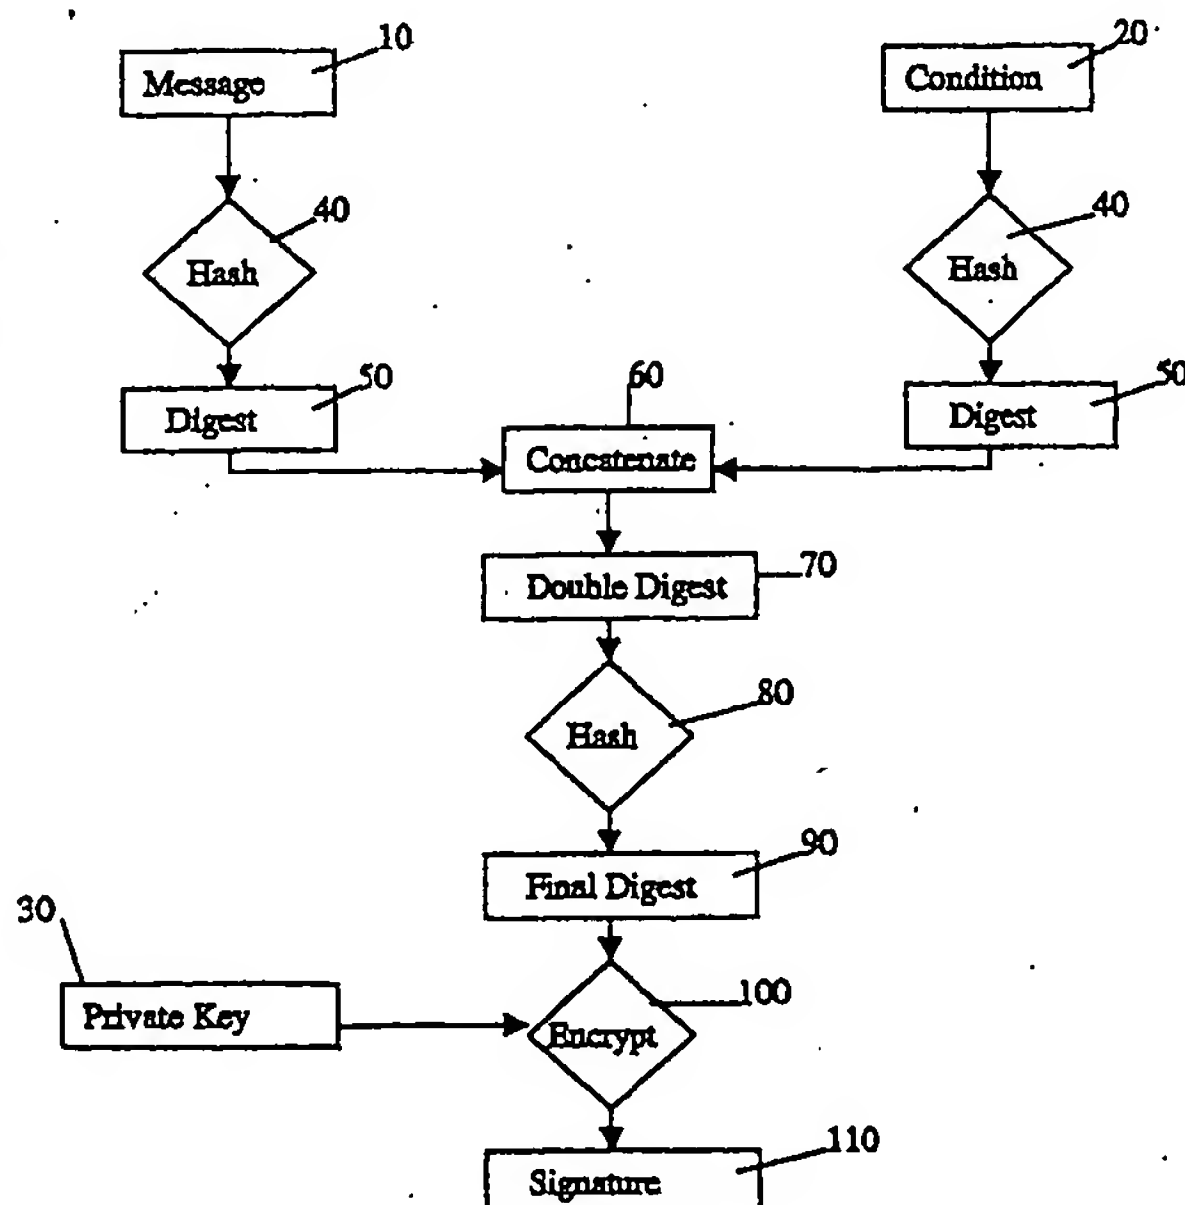 10
20
Message
Condition
40
40
Hash
Hash
50
60
50
Digest
Digest
Concatenate
70
Double Digest
80
Hash
90
Final Digest
30
100
Private Key
Encrypt
110
Signature